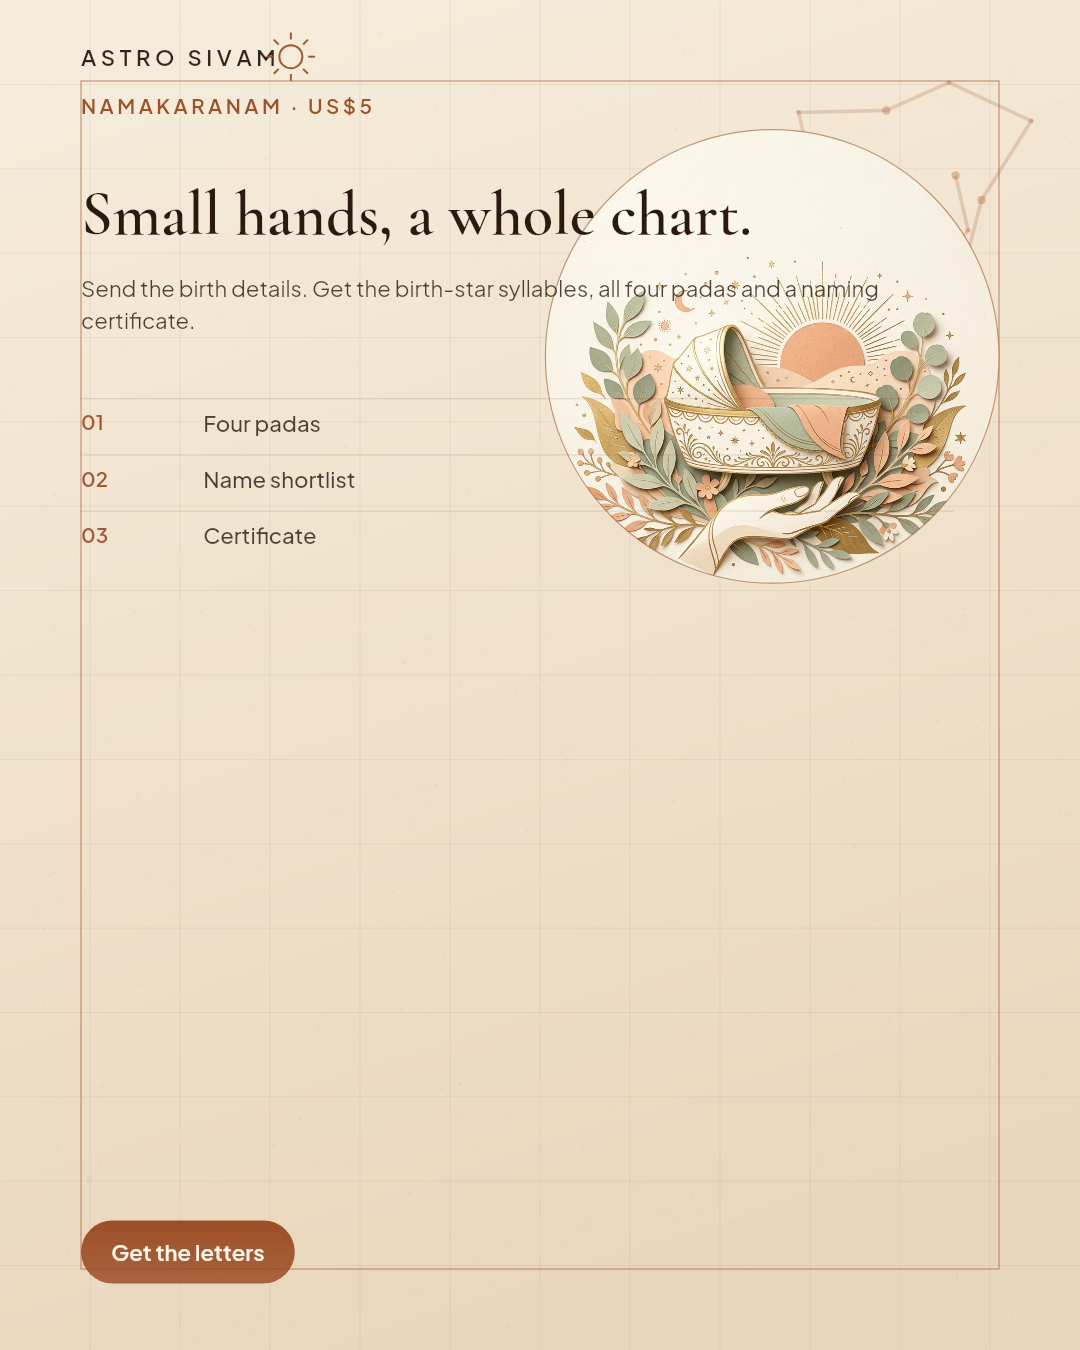 ASTRO SIVAM
NAMAKARANAM · US$5
Small hands, a whole chart.
Send the birth details. Get the birth-star syllables, all four padas and a naming
certificate.
01 Four padas
02 Name shortlist
03 Certificate
Get the letters